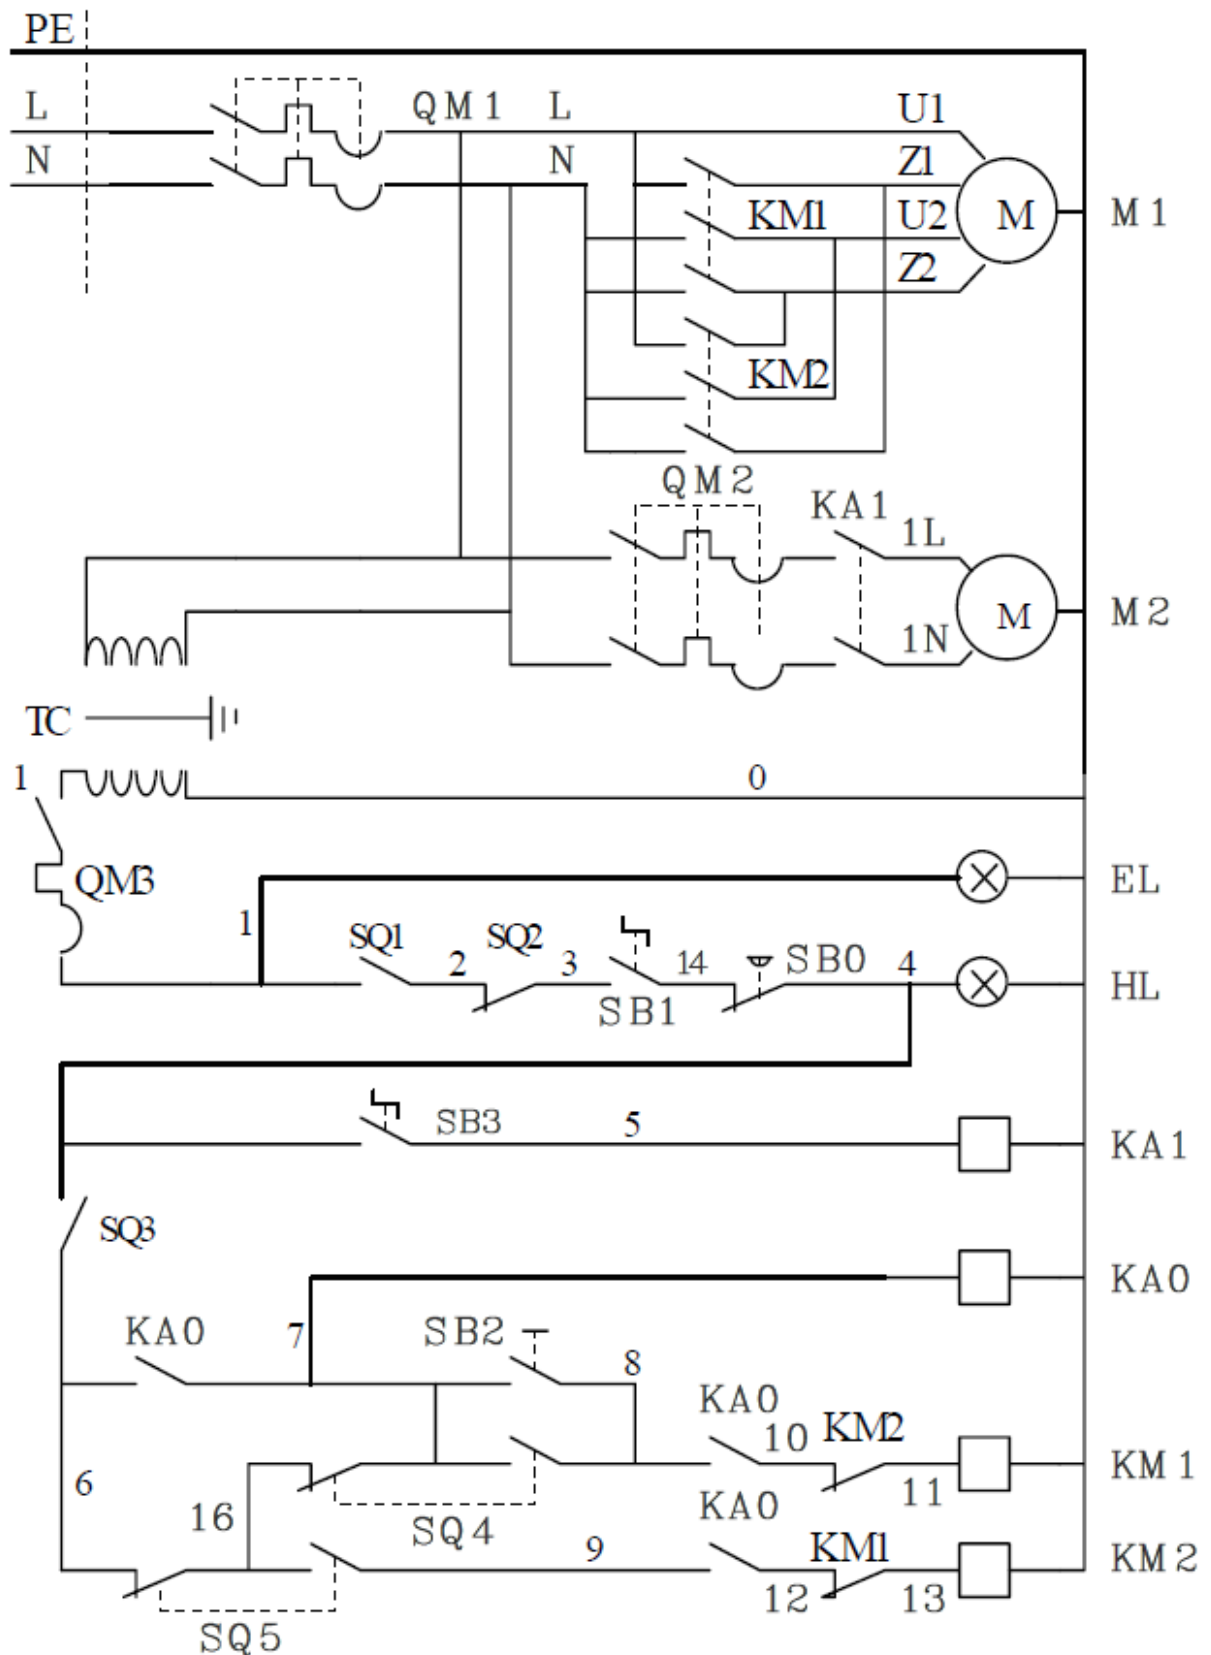 PE
L QM1 L U1
N N Z1
KM1 U2 M M1
Z2
KM2
QM2
KA1 1L
1N M M2
TC
1 0
QM3 EL
1 SQ1 2 SQ2 3 14 SB0 4
SB1 HL
SB3 5 KA1
SQ3
KA0
KA0 7 SB2 8
KA0 10 KM2
6 11 KM1
16 SQ4 KA0
9 KM1 KM2
12 13
SQ5